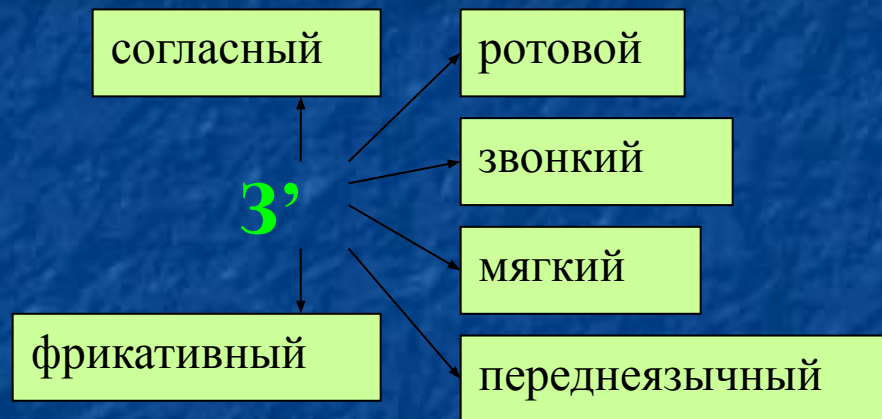 согласный
ротовой
звонкий
З’
мягкий
фрикативный
переднеязычный